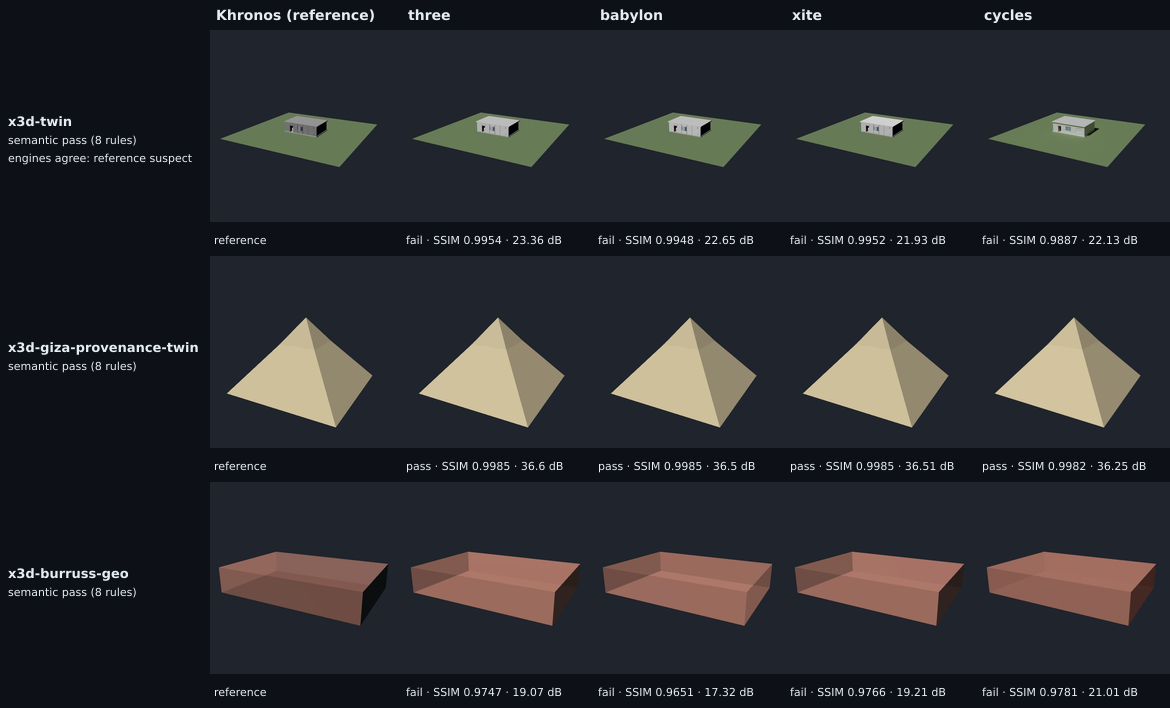 Khronos (reference) three babylon xite cycles
x3d-twin
semantic pass (8 rules)
engines agree: reference suspect
reference fail · SSIM 0.9954 · 23.36 dB fail · SSIM 0.9948 · 22.65 dB fail · SSIM 0.9952 · 21.93 dB fail · SSIM 0.9887 · 22.13 dB
x3d-giza-provenance-twin
semantic pass (8 rules)
reference pass · SSIM 0.9985 · 36.6 dB pass · SSIM 0.9985 · 36.5 dB pass · SSIM 0.9985 · 36.51 dB pass · SSIM 0.9982 · 36.25 dB
x3d-burruss-geo
semantic pass (8 rules)
reference fail · SSIM 0.9747 · 19.07 dB fail · SSIM 0.9651 · 17.32 dB fail · SSIM 0.9766 · 19.21 dB fail · SSIM 0.9781 · 21.01 dB